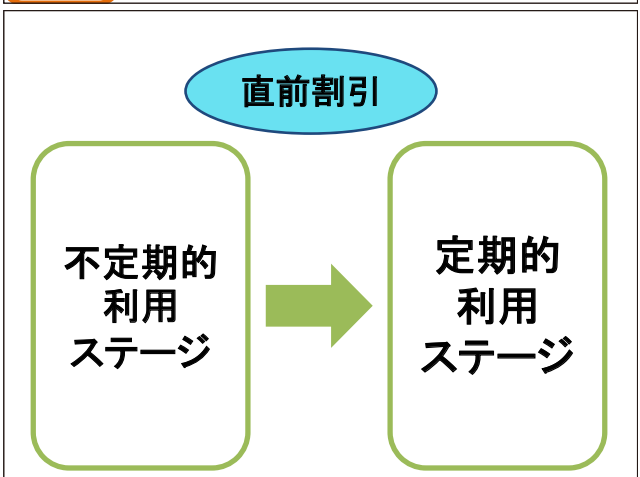 直前割引
不定期的
利用
ステージ
定期的
利用
ステージ